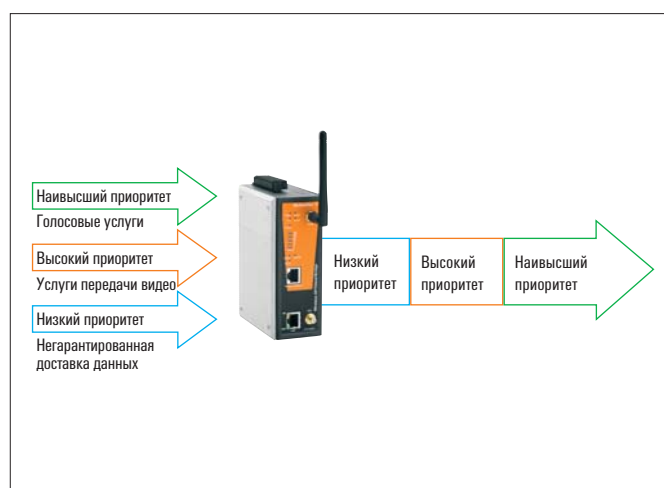 Наивысший приоритет
Голосовые услуги
Высокий приоритет
Услуги передачи видео
Низкий приоритет
Негарантированная
доставка данных
Низкий
приоритет
Высокий
приоритет
Наивысший
приоритет